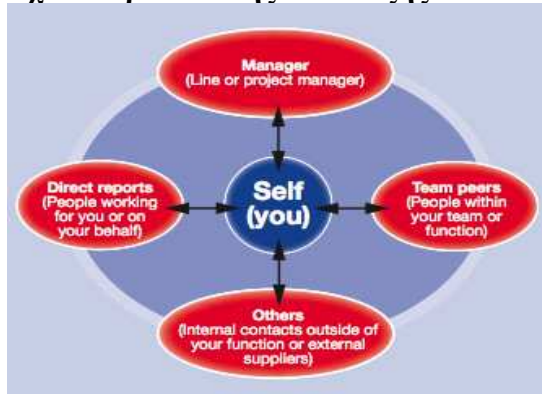 Manager
(Line or project manager)
Direct reports
(People working
for you or on
your behalf)
Self
(you)
Team peers
(People within
your team or
function)
Others
(Internal contacts outside of
your function or external
suppliers)